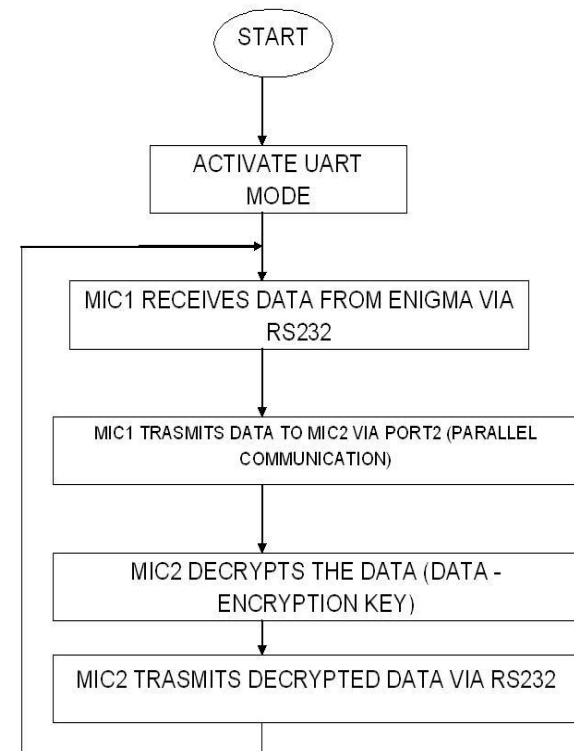 START
ACTIVATE UART
MODE
MIC1 RECEIVES DATA FROM ENIGMA VIA
RS232
MIC1 TRASMITS DATA TO MIC2 VIA PORT2 (PARALLEL
COMMUNICATION)
MIC2 DECRYPTS THE DATA (DATA -
ENCRYPTION KEY)
MIC2 TRASMITS DECRYPTED DATA VIA RS232